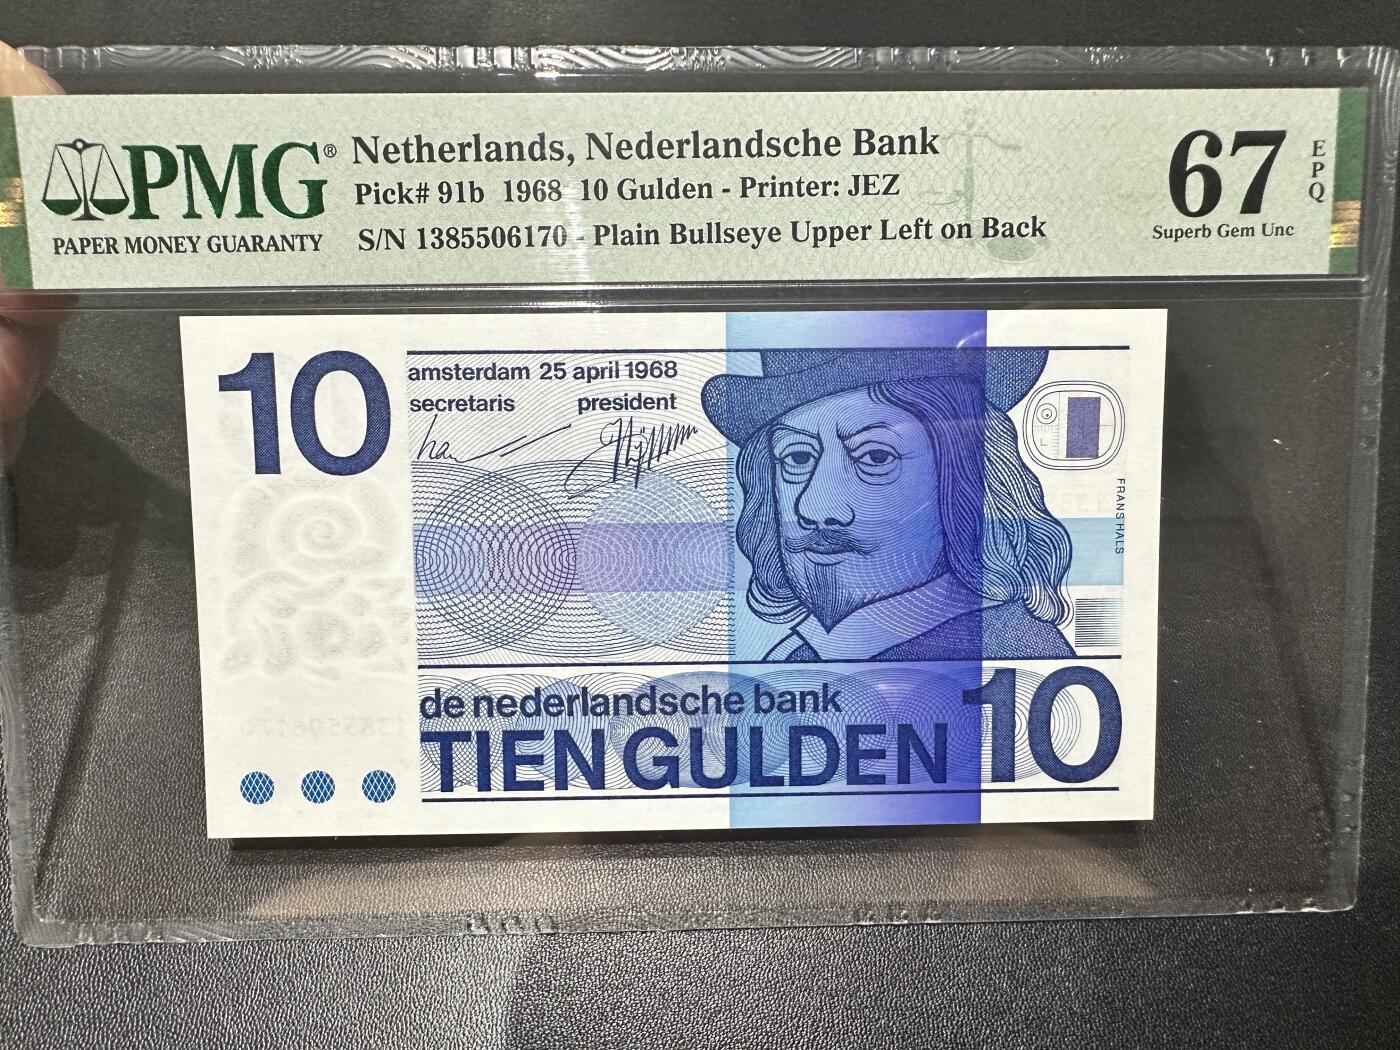 PMG®
PAPER MONEY GUARANTY
Netherlands, Nederlandsche Bank
Pick# 91b 1968 10 Gulden - Printer: JEZ
S/N 1385506170 - Plain Bullseye Upper Left on Back
67
EPQ
Superb Gem Unc
10
amsterdam 25 april 1968
secretaris president
FRANS HALS
de nederlandsche bank
TIEN GULDEN
10